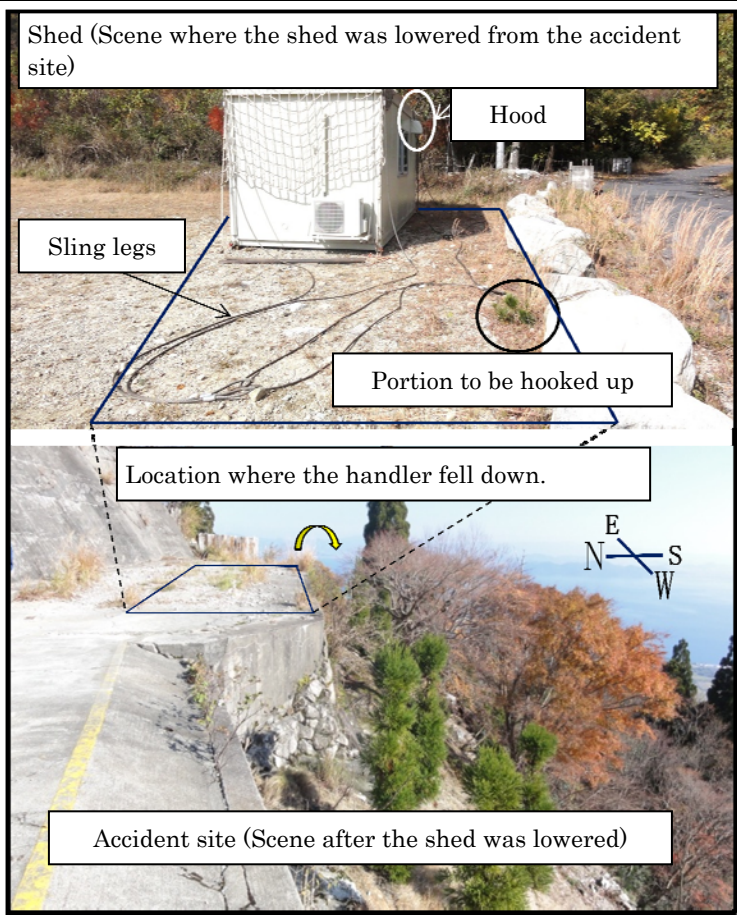 Shed (Scene where the shed was lowered from the accident
site)
Hood
Sling legs
Portion to be hooked up
Location where the handler fell down.
E
N S
W
Accident site (Scene after the shed was lowered)